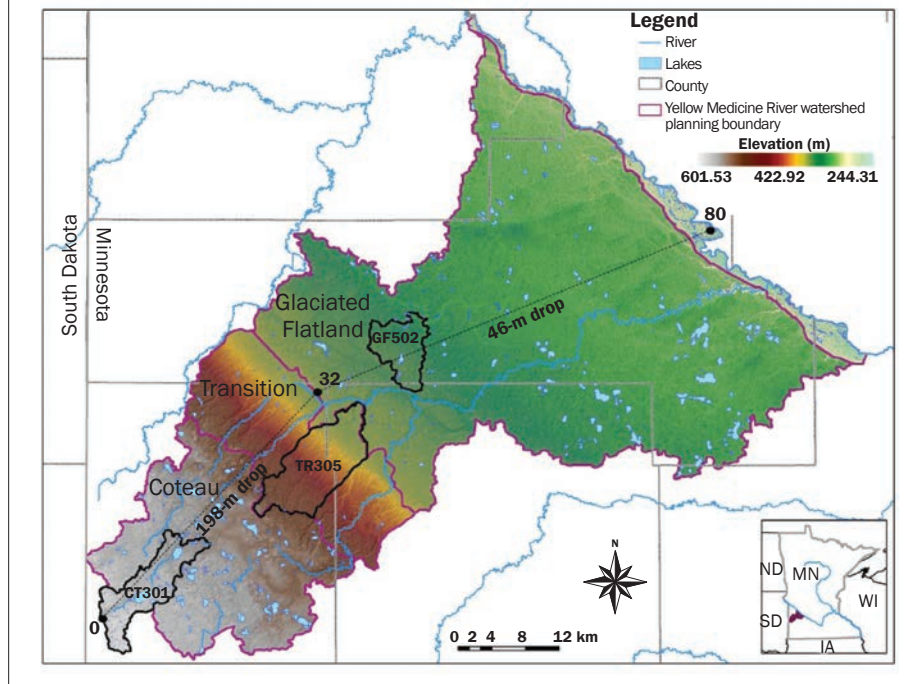 Legend
River
Lakes
County
Yellow Medicine River watershed
planning boundary
Elevation (m)
601.53 422.92 244.31
80
South Dakota
Minnesota
Glaciated
Flatland
GF502
46-m drop
Transition
32
TR305
Coteau
198-m drop
CT301
0
N
0 2 4 8 12 km
ND
MN
WI
SD
IA